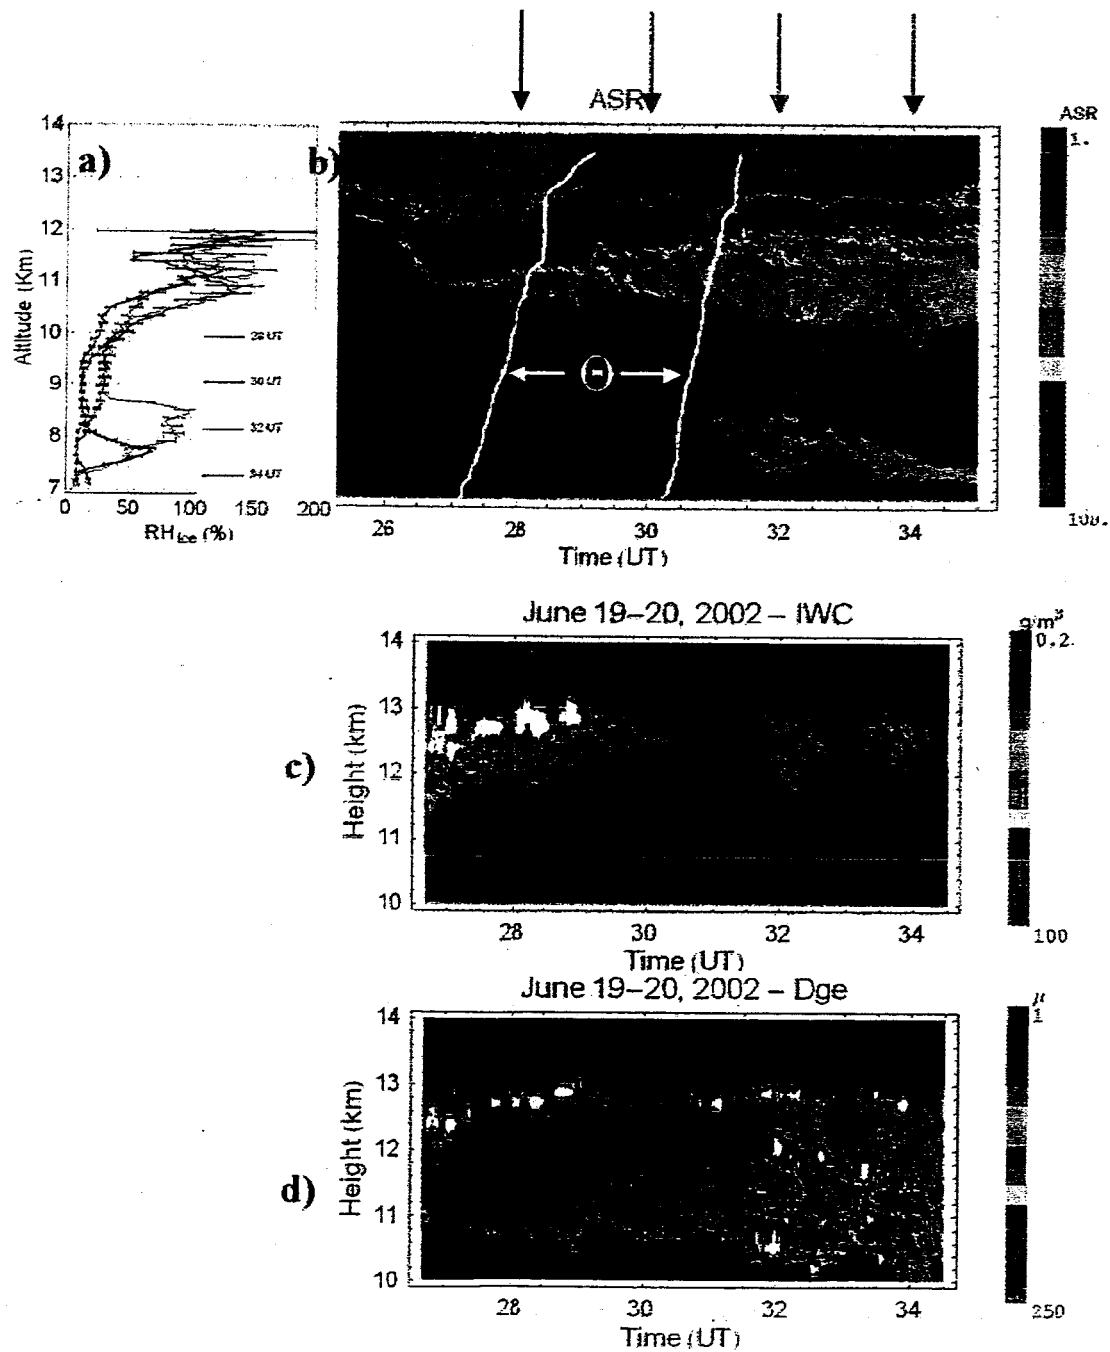 ASR
ASR
a)
b)
14
13
12
11
10
9
8
7
Altitude (Km)
28 UT
30 UT
32 UT
34 UT
0 50 100 150 200
RHice (%)
Θ
26 28 30 32 34
Time (UT)
1.
100.
June 19–20, 2002 – IWC
c)
14
13
12
11
10
Height (km)
28 30 32 34
Time (UT)
g/m³
0.2
100
June 19–20, 2002 – Dge
d)
14
13
12
11
10
Height (km)
28 30 32 34
Time (UT)
μ
1
250